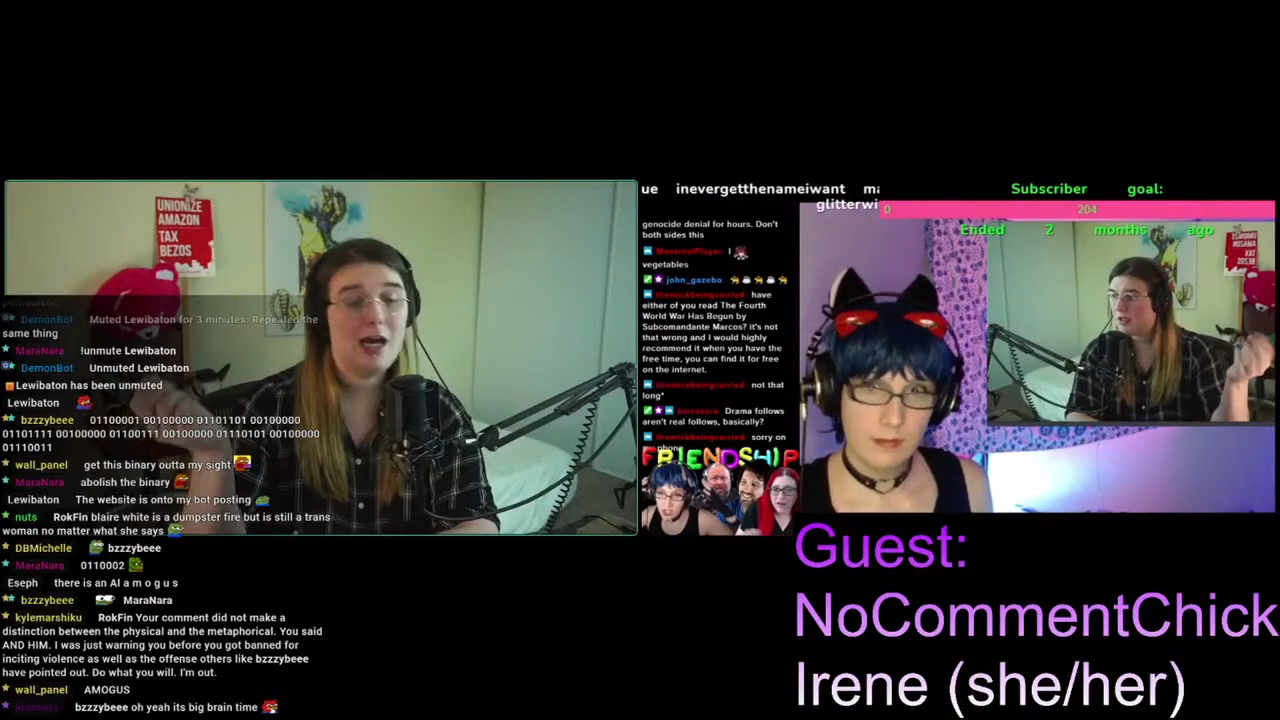 UNIONIZE
AMAZON
TAX
BEZOS
DemonBot Muted Lewibaton for 3 minutes: Repeated the
same thing
MaraNara !unmute Lewibaton
DemonBot Unmuted Lewibaton
Lewibaton has been unmuted
Lewibaton
bzzzybeee 01100001 00100000 01101101 00100000
01101111 00100000 01100111 00100000 01110101 00100000
01110011
wall_panel get this binary outta my sight
MaraNara abolish the binary
Lewibaton The website is onto my bot posting
nuts RokFin blaire white is a dumpster fire but is still a trans
woman no matter what she says
DBMichelle bzzzybeee
MaraNara 0110002
Eseph there is an AI a m o g u s
bzzzybeee MaraNara
kylemarshiku RokFin Your comment did not make a
distinction between the physical and the metaphorical. You said
AND HIM. I was just warning you before you got banned for
inciting violence as well as the offense others like bzzzybeee
have pointed out. Do what you will. I'm out.
wall_panel AMOGUS
bzzzybeee oh yeah its big brain time
ue inevergetthenameiwant ma
glitterwi
genocide denial for hours. Don't
both sides this
I
vegetables
john_gazebo:
themiskbeingcarried: have
either of you read The Fourth
World War Has Begun by
Subcomandante Marcos? it's not
that wrong and I would highly
recommend it when you have the
free time, you can find it for free
on the internet.
themiskbeingcarried: not that
long*
Drama follows
aren't real follows, basically?
themiskbeingcarried: sorry on
my phone
FRIENDSHIP
Subscriber goal:
0 204
Ended 2 months ago
UNIONIZE
AMAZON
TAX
BEZOS
Guest:
NoCommentChick
Irene (she/her)